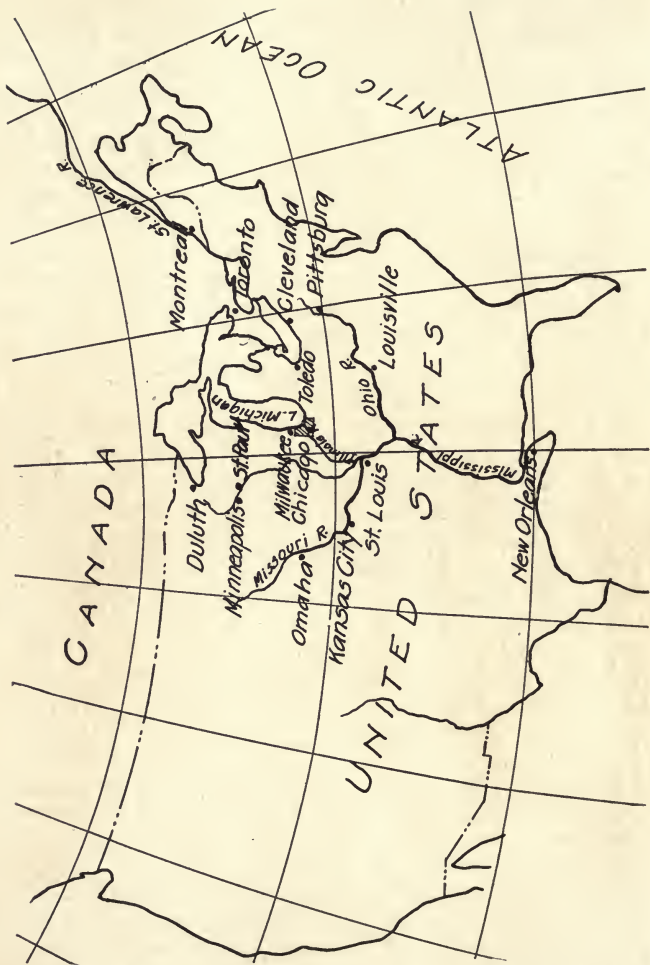 CANADA
UNITED STATES
ATLANTIC OCEAN
St. Lawrence R.
Montreal
Toronto
Cleveland
Pittsburg
Toledo
L. Michigan
Milwaukee
Chicago
St. Paul
Minneapolis
Duluth
Missouri R.
Omaha
Kansas City
St. Louis
Ohio R.
Louisville
Mississippi R.
New Orleans